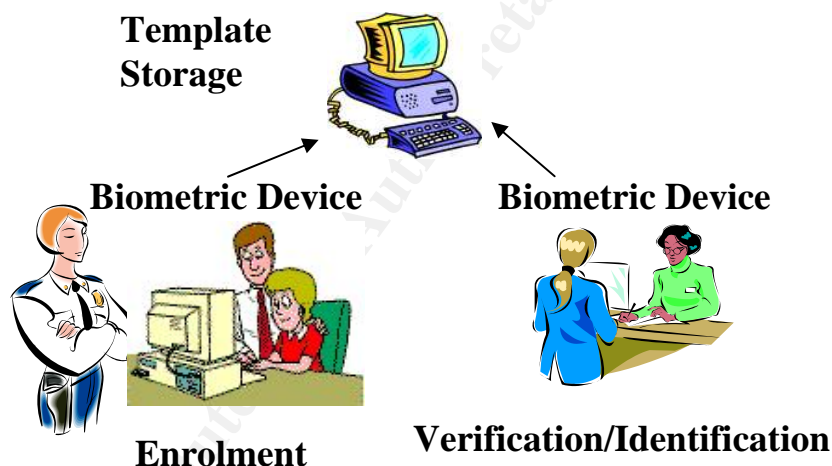 Template
Storage
Biometric Device
Biometric Device
Enrolment
Verification/Identification